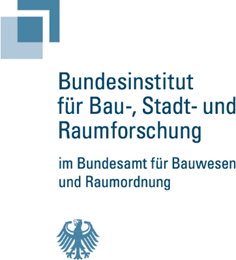 Bundesinstitut
für Bau-, Stadt- und
Raumforschung
im Bundesamt für Bauwesen
und Raumordnung